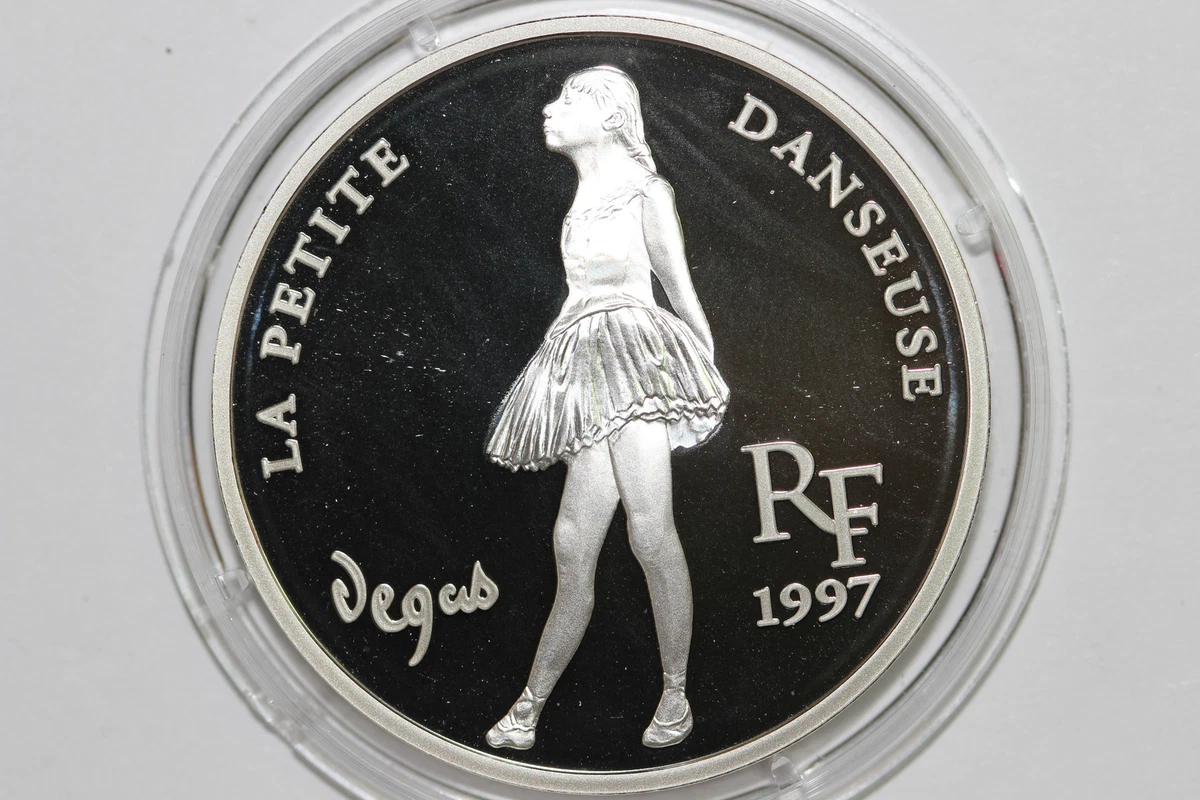 LA PETITE
DANSEUSE
Degas
RF
1997